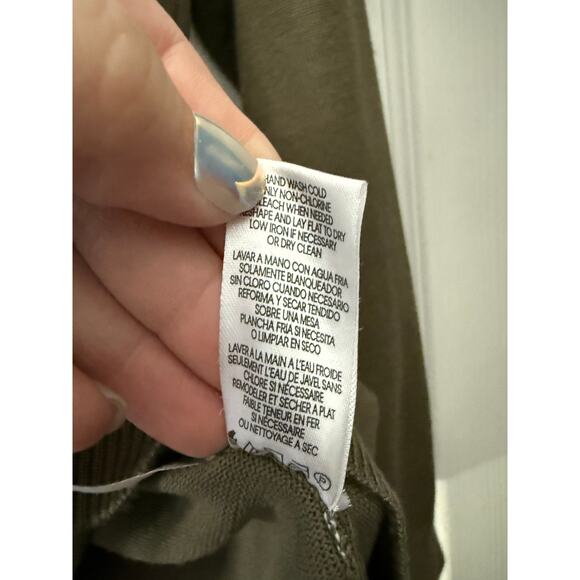 HAND WASH COLD
ONLY NON-CHLORINE
BLEACH WHEN NEEDED
RESHAPE AND LAY FLAT TO DRY
LOW IRON IF NECESSARY
OR DRY CLEAN
LAVAR A MANO CON AGUA FRIA
SOLAMENTE BLANQUEADOR
SIN CLORO CUANDO NECESARIO
REFORMA Y SECAR TENDIDO
SOBRE UNA MESA
PLANCHA FRIA SI NECESITA
O LIMPIAR EN SECO
LAVER A LA MAIN A L'EAU FROIDE
SEULEMENT L'EAU DE JAVEL SANS
CHLORE SI NECESSAIRE
REMODELER ET SECHER A PLAT
FAIBLE TENEUR EN FER
SI NECESSAIRE
OU NETTOYAGE A SEC
P